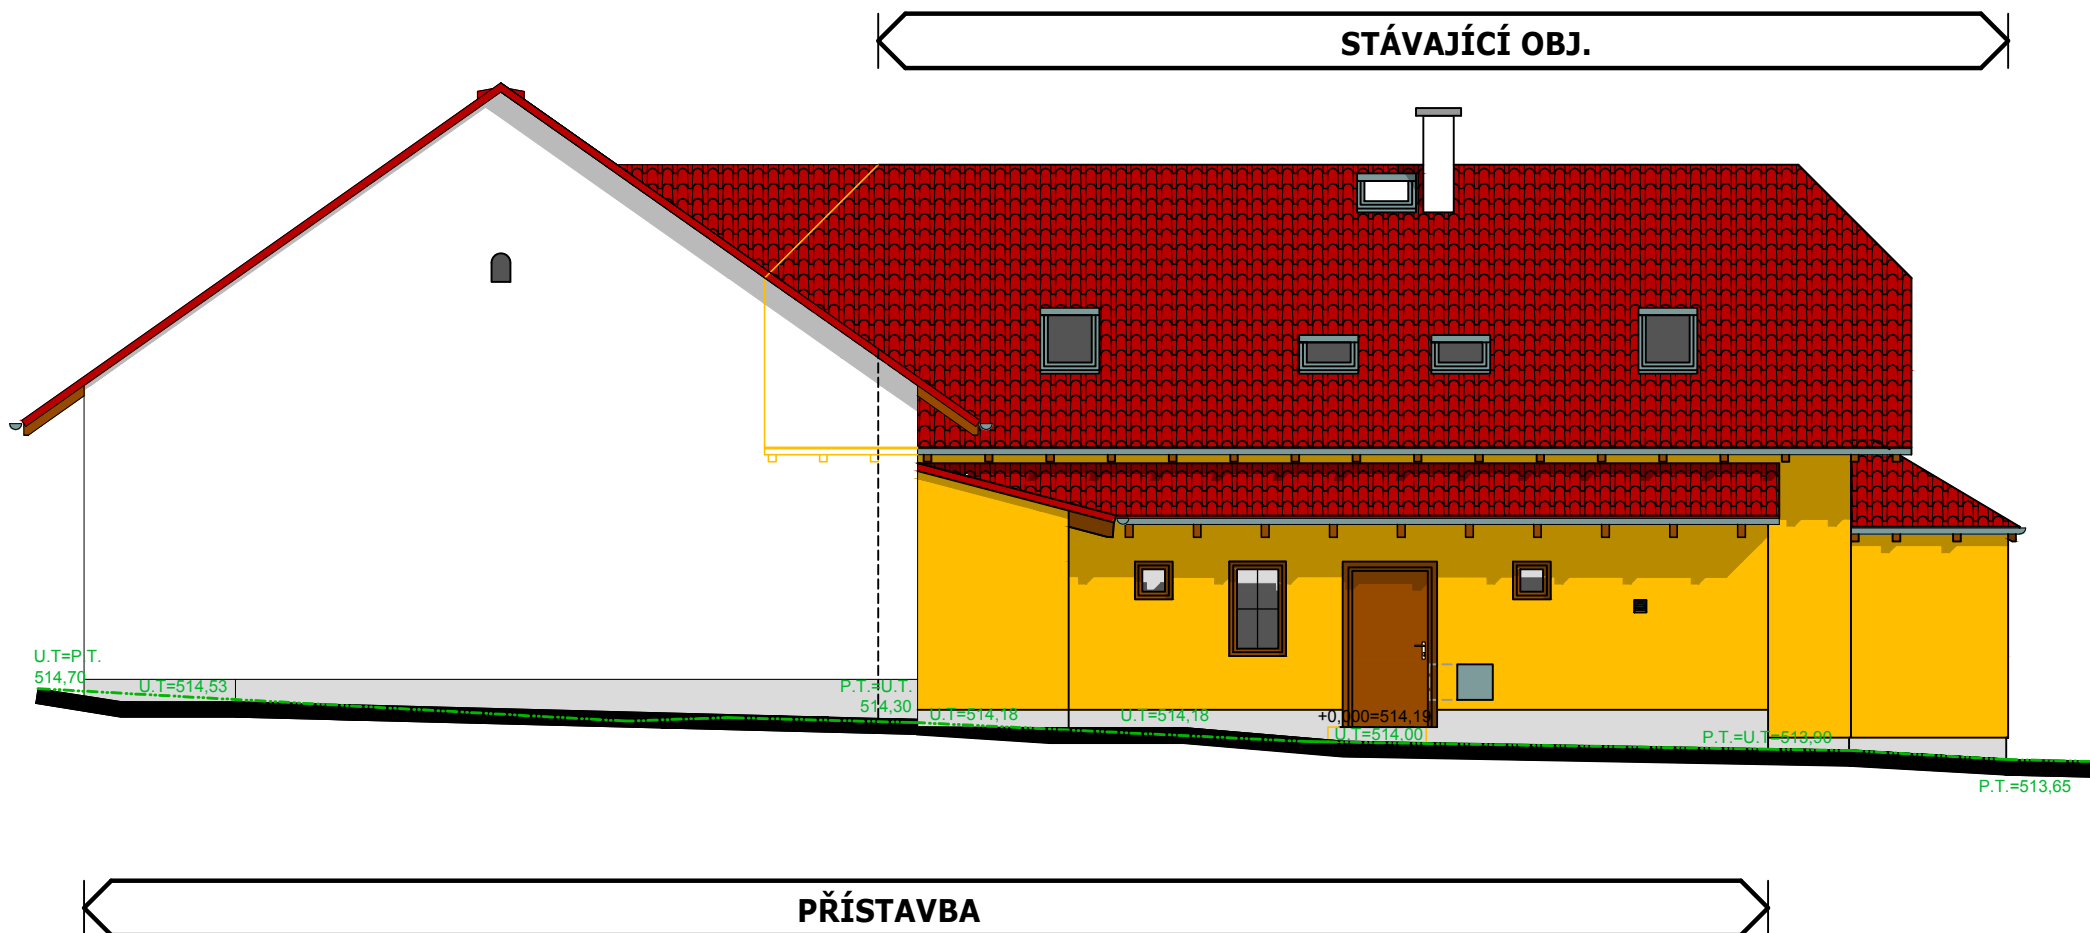 STÁVAJÍCÍ OBJ.
U.T=P.T.
514,70
U.T=514,53
P.T.=U.T.
514,30
U.T=514,18
U.T=514,18
+0,000=514,19
U.T=514,00
P.T.=U.T=513,90
P.T.=513,65
PŘÍSTAVBA